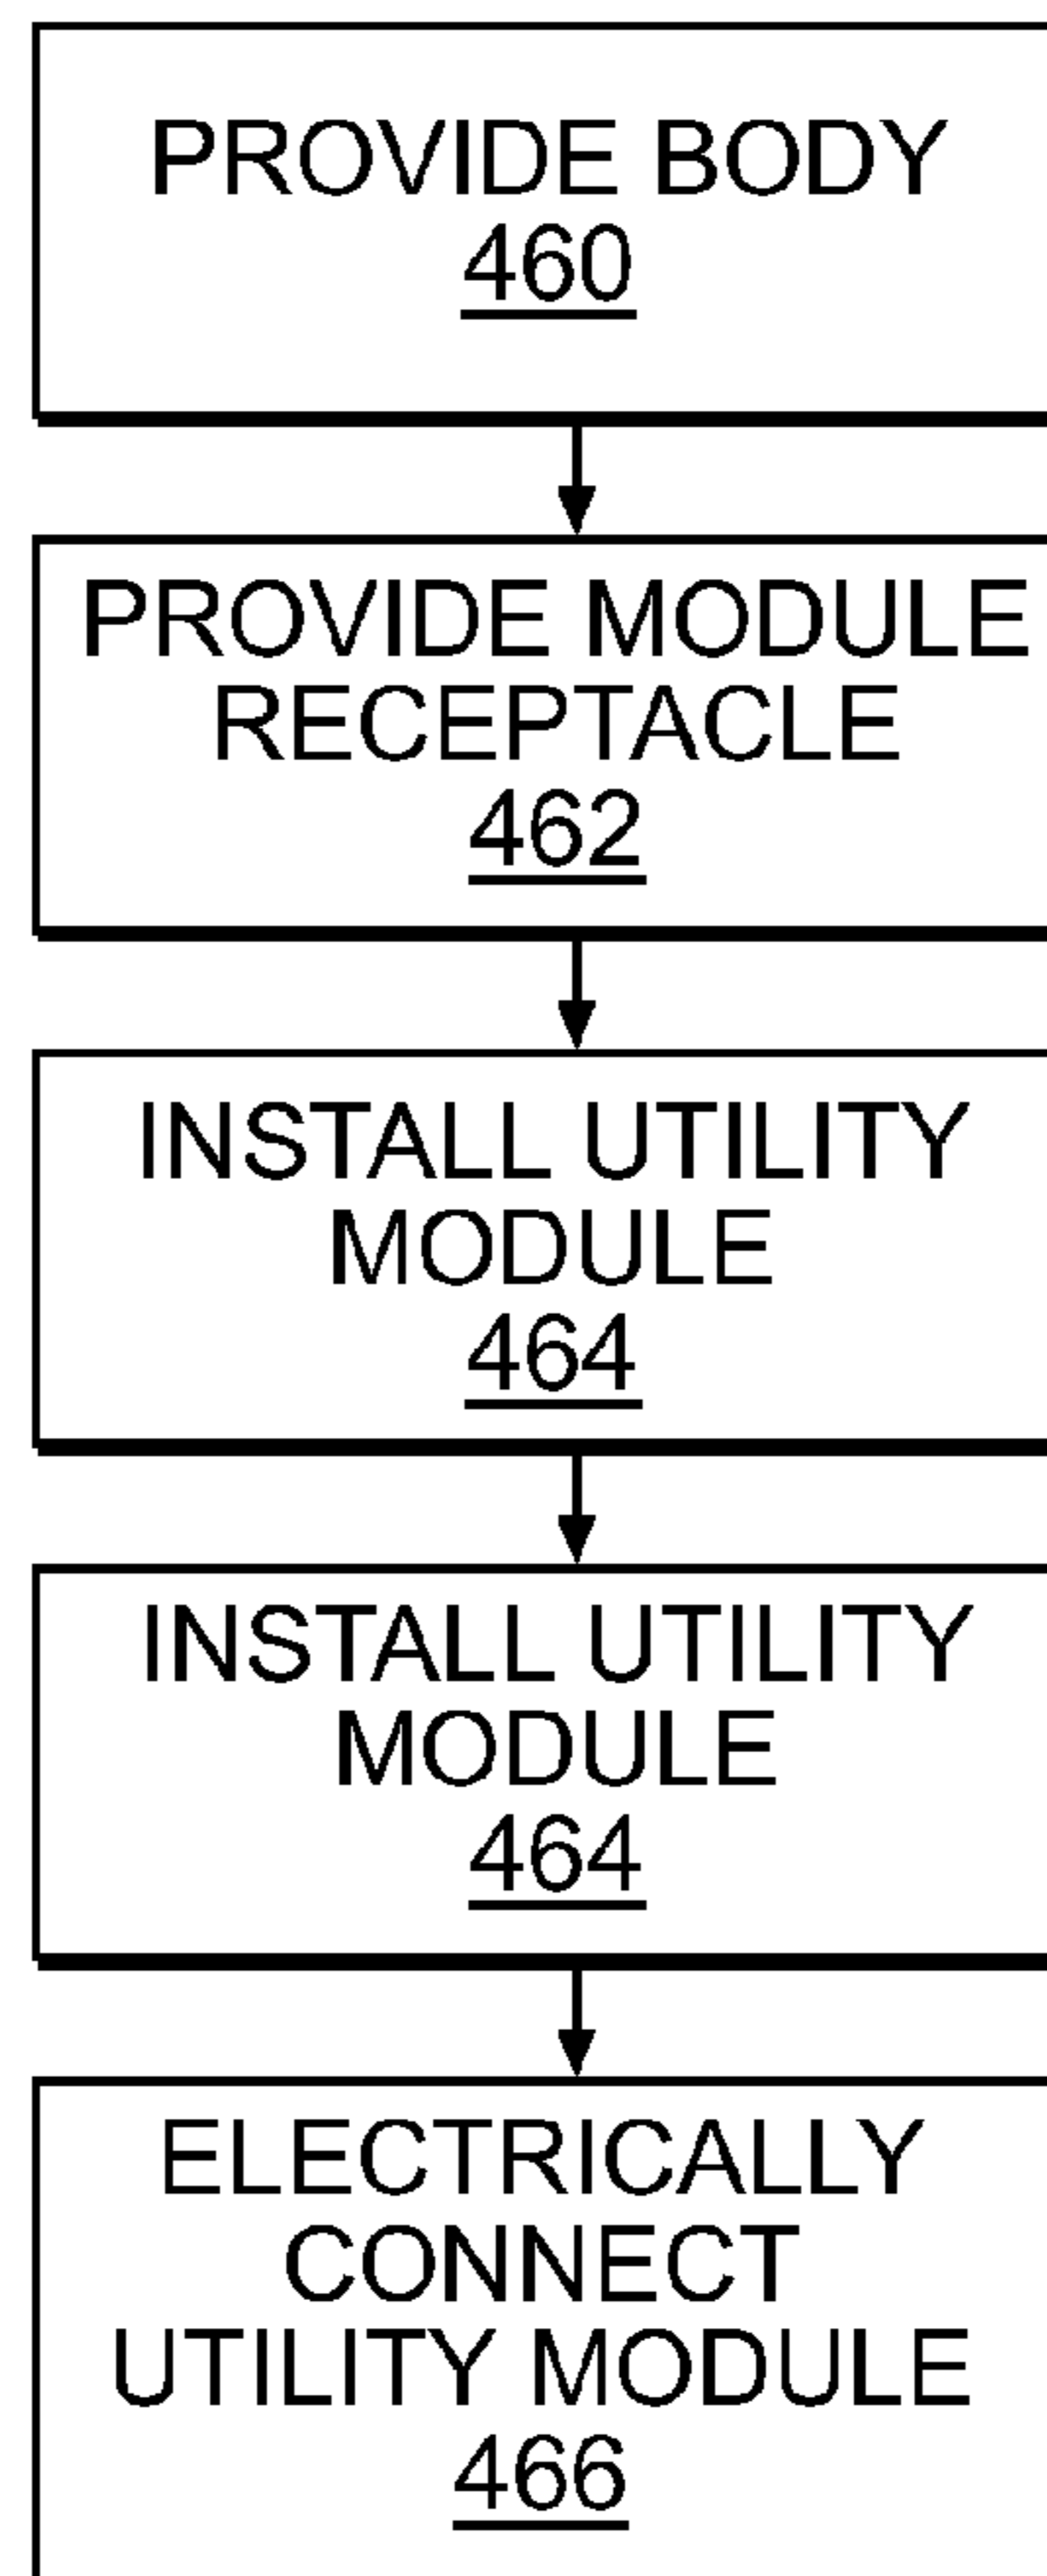 PROVIDE BODY
460
PROVIDE MODULE
RECEPTACLE
462
INSTALL UTILITY
MODULE
464
INSTALL UTILITY
MODULE
464
ELECTRICALLY
CONNECT
UTILITY MODULE
466